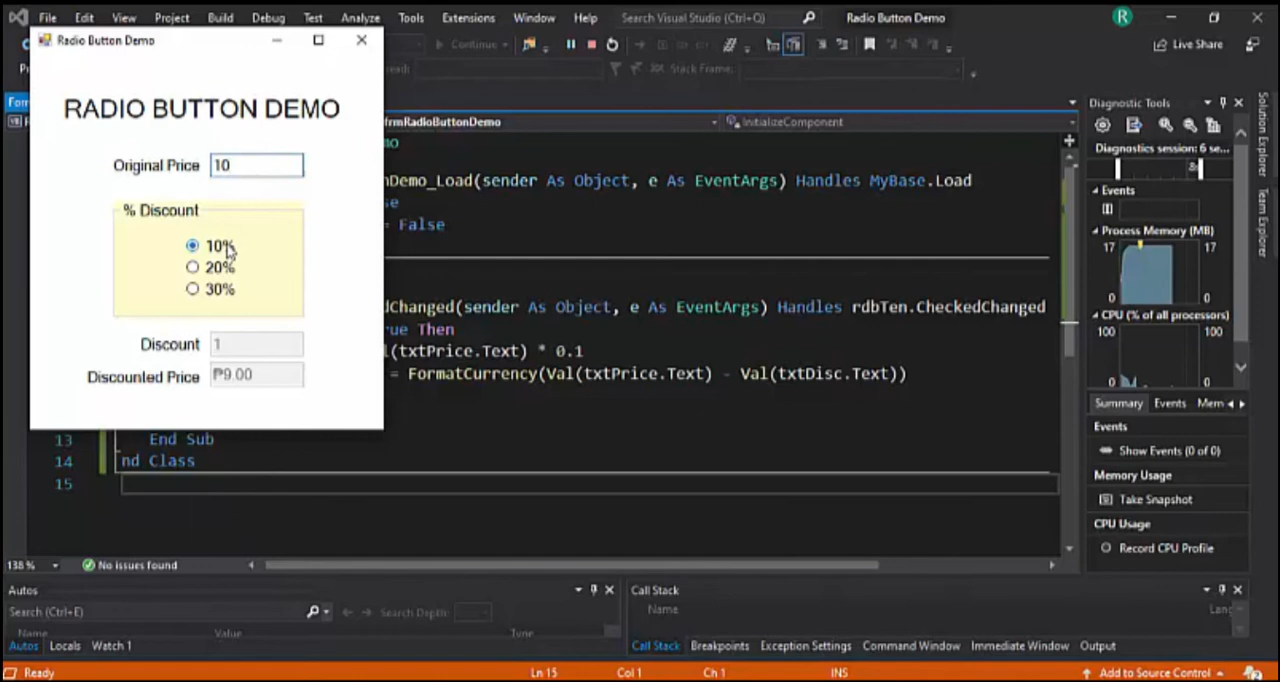 File Edit View Project Build Debug Test Analyze Tools Extensions Window Help Search Visual Studio (Ctrl+Q) Radio Button Demo R
Radio Button Demo
Continue
Live Share
Stack Frame:
RADIO BUTTON DEMO
Original Price 10
% Discount
10%
20%
30%
Discount 1
Discounted Price ₱9.00
frmRadioButtonDemo InitializeComponent
nDemo_Load(sender As Object, e As EventArgs) Handles MyBase.Load
= False
dChanged(sender As Object, e As EventArgs) Handles rdbTen.CheckedChanged
rue Then
l(txtPrice.Text) * 0.1
= FormatCurrency(Val(txtPrice.Text) - Val(txtDisc.Text))
13 End Sub
14 nd Class
15
138 % No issues found
Diagnostic Tools
Diagnostics session: 6 se...
Events
Process Memory (MB)
17 17
0 0
CPU (% of all processors)
100 100
0 0
Summary Events Mem
Events
Show Events (0 of 0)
Memory Usage
Take Snapshot
CPU Usage
Record CPU Profile
Solution Explorer
Team Explorer
Autos
Search (Ctrl+E) Search Depth:
Name Value Type
Autos Locals Watch 1
Call Stack
Name Lang
Call Stack Breakpoints Exception Settings Command Window Immediate Window Output
Ready Ln 15 Col 1 Ch 1 INS Add to Source Control